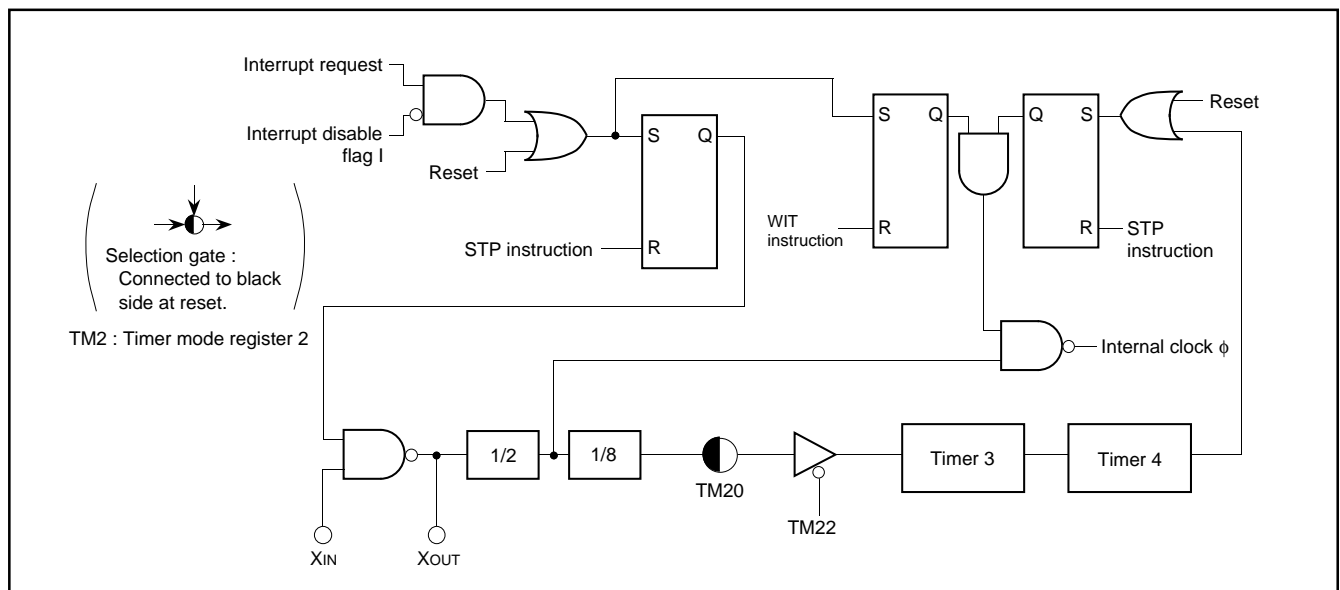 Interrupt request
Interrupt disable
flag I
Reset
S
Q
R
STP instruction
S
Q
R
WIT
instruction
Q
S
R
Reset
STP
instruction
Selection gate :
Connected to black
side at reset.
TM2 : Timer mode register 2
Internal clock ϕ
1/2
1/8
TM20
TM22
Timer 3
Timer 4
XIN
XOUT